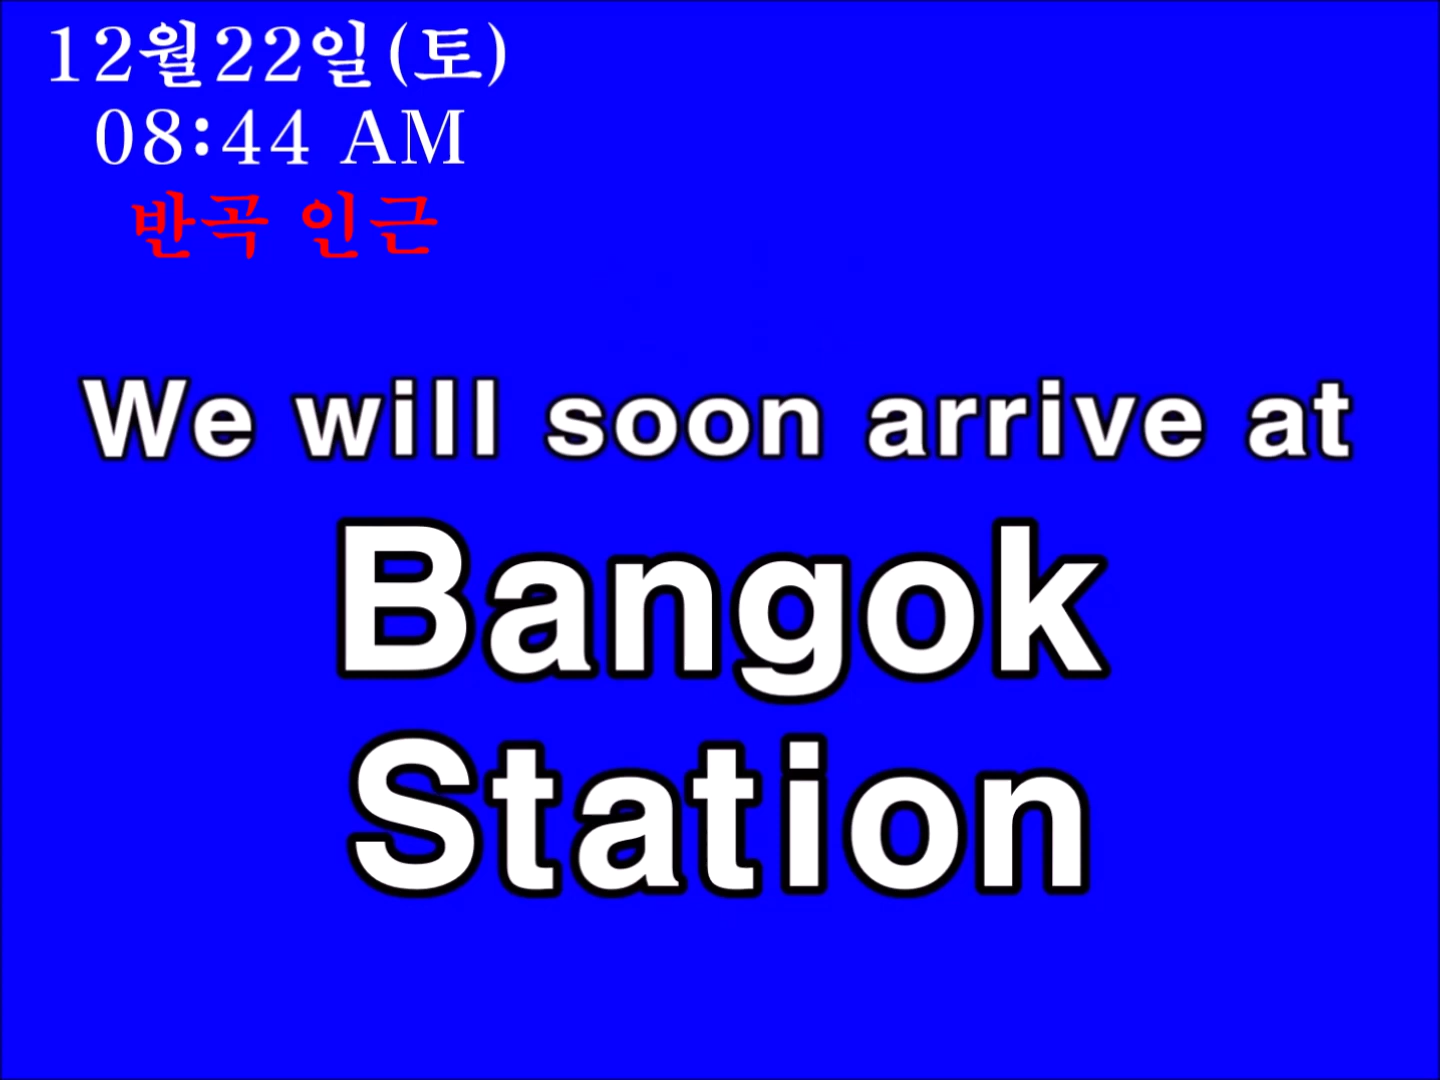 12월22일(토)
08:44 AM
반곡 인근
We will soon arrive at
Bangok
Station